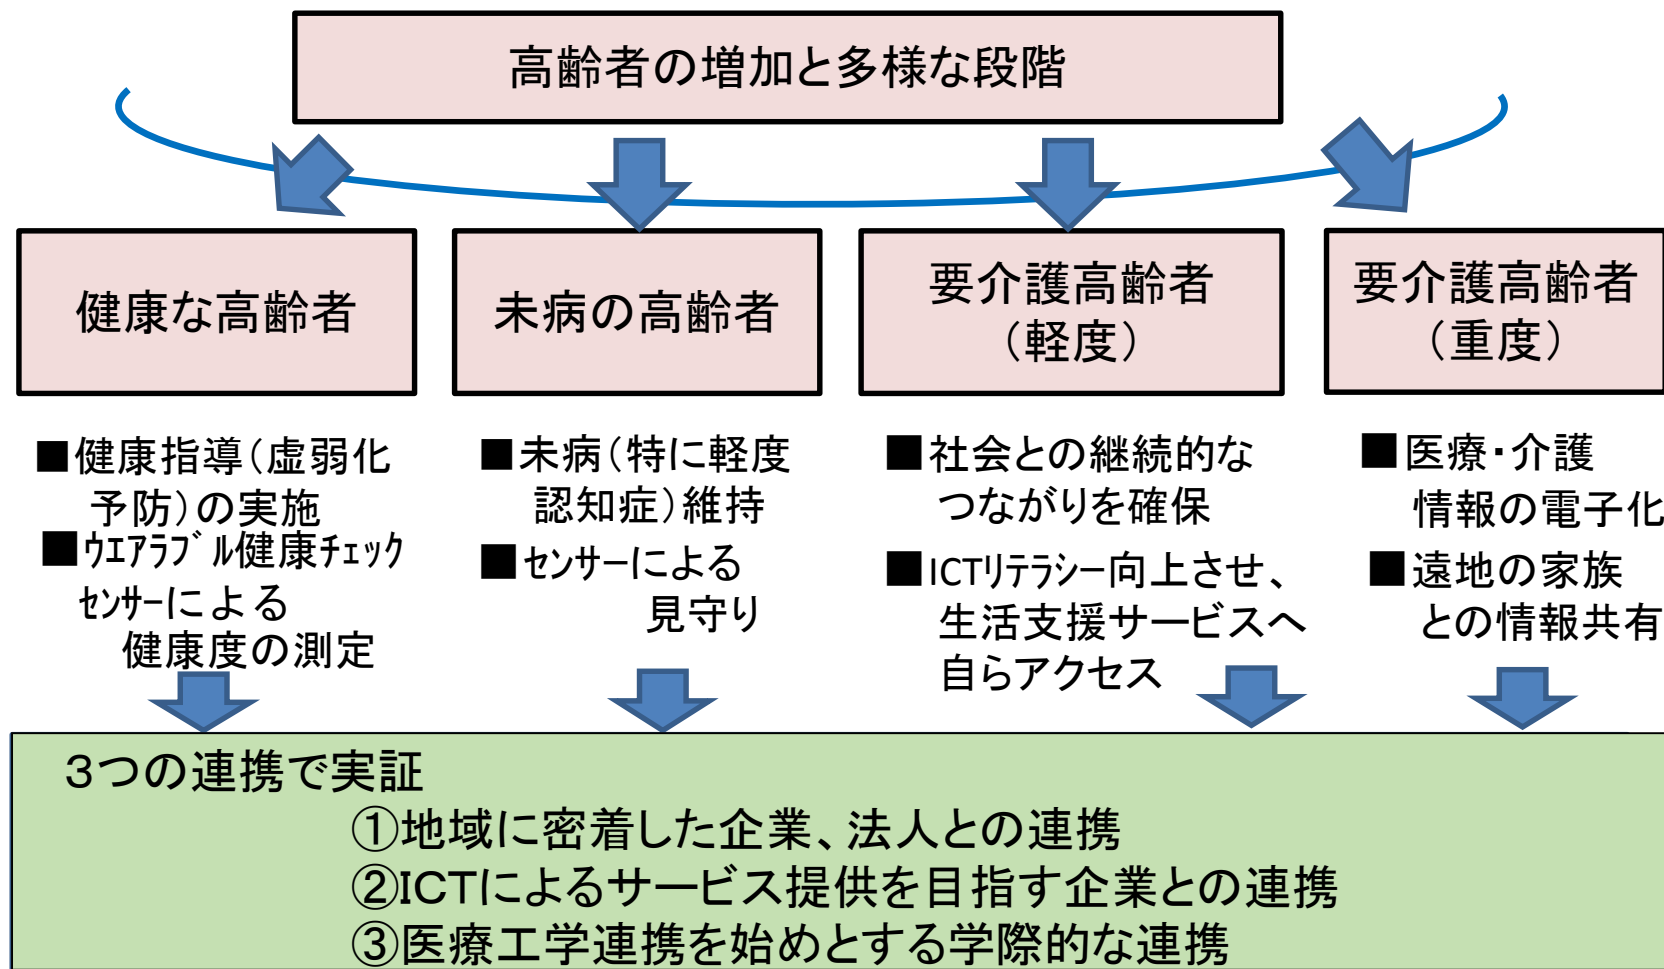 高齢者の増加と多様な段階
健康な高齢者
未病の高齢者
要介護高齢者
（軽度）
要介護高齢者
（重度）
■健康指導（虚弱化
予防）の実施
■ｳｴｱﾗﾌﾞﾙ健康ﾁｪｯｸ
ｾﾝｻｰによる
健康度の測定
■未病（特に軽度
認知症）維持
■ｾﾝｻｰによる
見守り
■社会との継続的な
つながりを確保
■ICTﾘﾃﾗｼｰ向上させ、
生活支援サービスへ
自らアクセス
■医療・介護
情報の電子化
■遠地の家族
との情報共有
３つの連携で実証
①地域に密着した企業、法人との連携
②ICTによるサービス提供を目指す企業との連携
③医療工学連携を始めとする学際的な連携